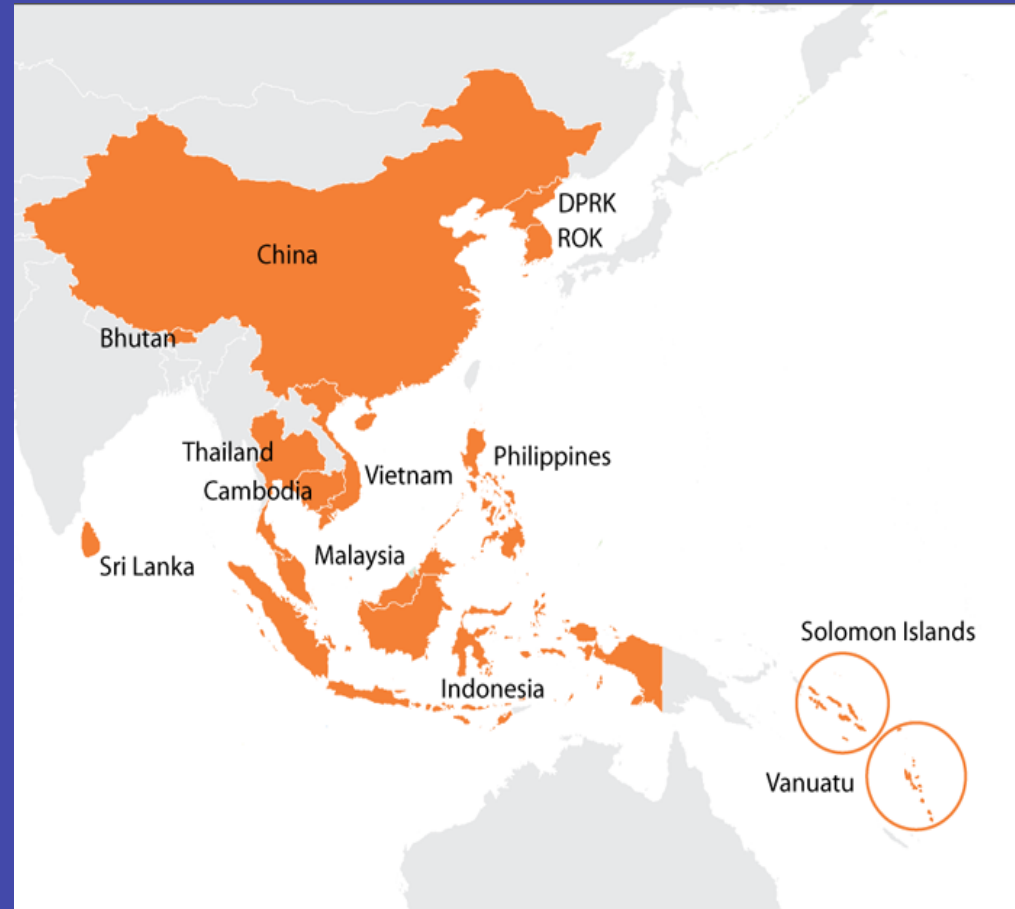 DPRK
ROK
China
Bhutan
Thailand
Philippines
Vietnam
Cambodia
Malaysia
Sri Lanka
Solomon Islands
Indonesia
Vanuatu